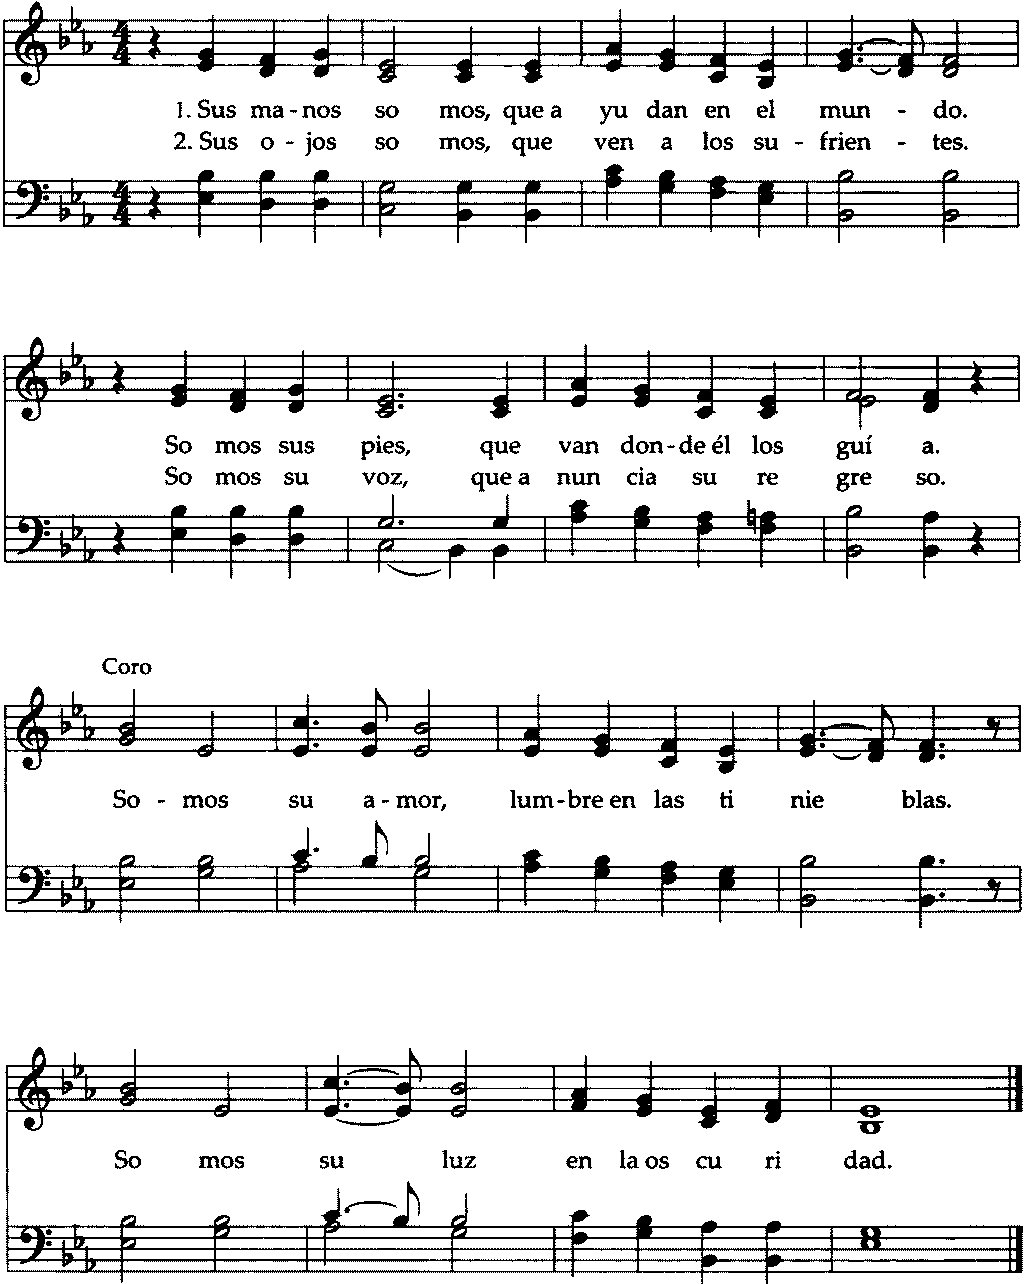 1. Sus ma - nos so mos, que a yu dan en el mun - do.
2. Sus o - jos so mos, que ven a los su - frien - tes.
So mos sus pies, que van don - de él los guí a.
So mos su voz, que a nun cia su re gre so.
Coro
So - mos su a - mor, lum - bre en las ti nie blas.
So mos su luz en la os cu ri dad.